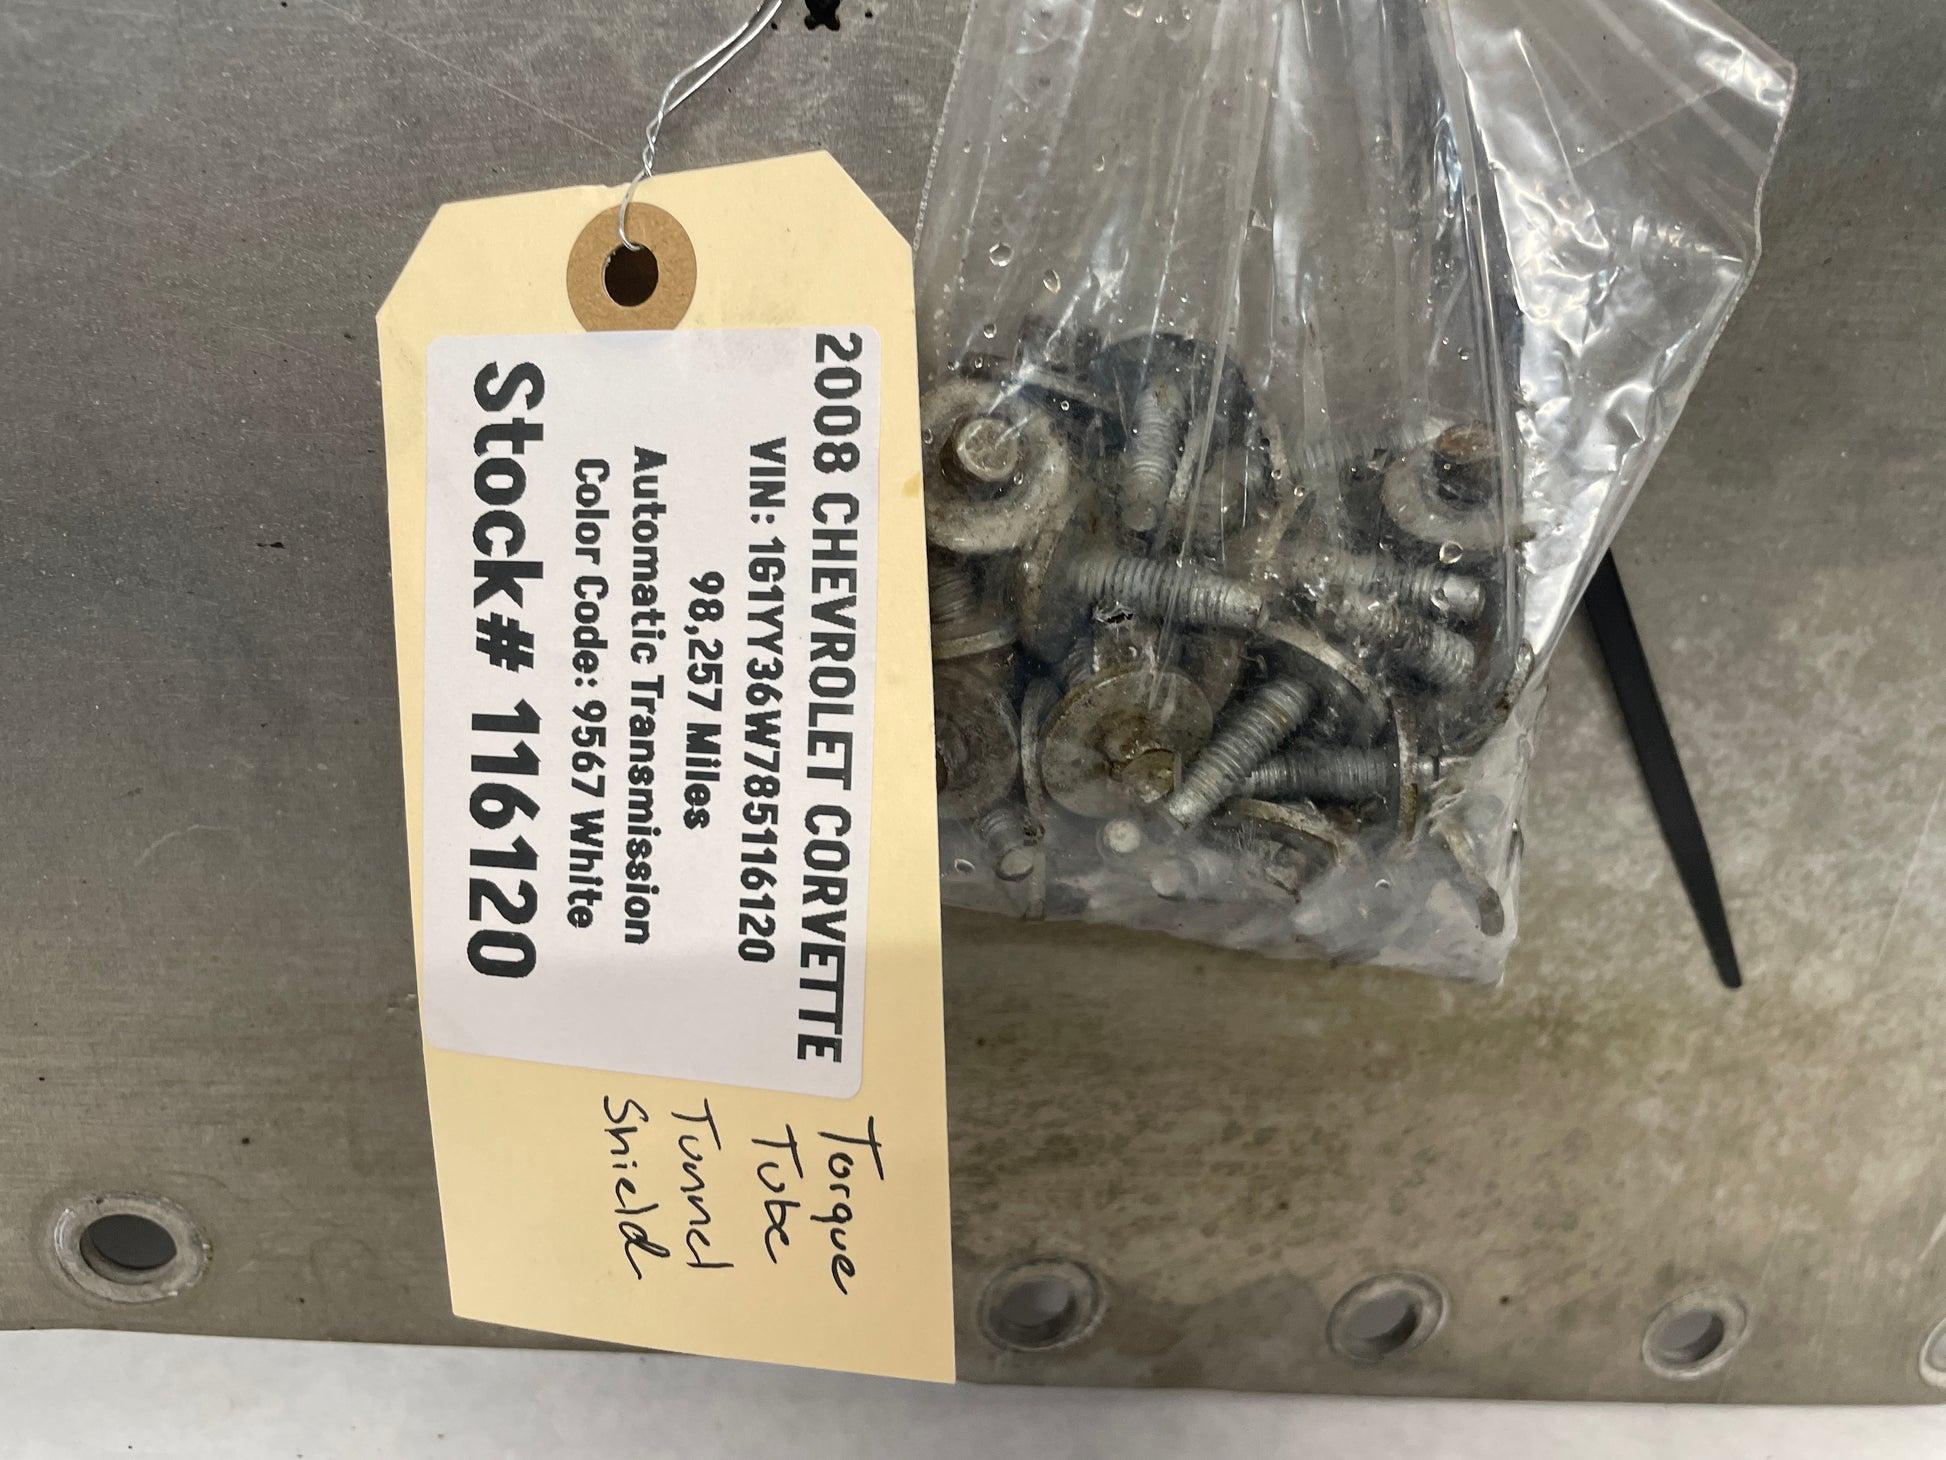 2008 CHEVROLET CORVETTE
VIN: 1G1YY36W785116120
98,257 Miles
Automatic Transmission
Color Code: 9567 White
Stock# 116120
Torque
Tube
Tunnel
Shield